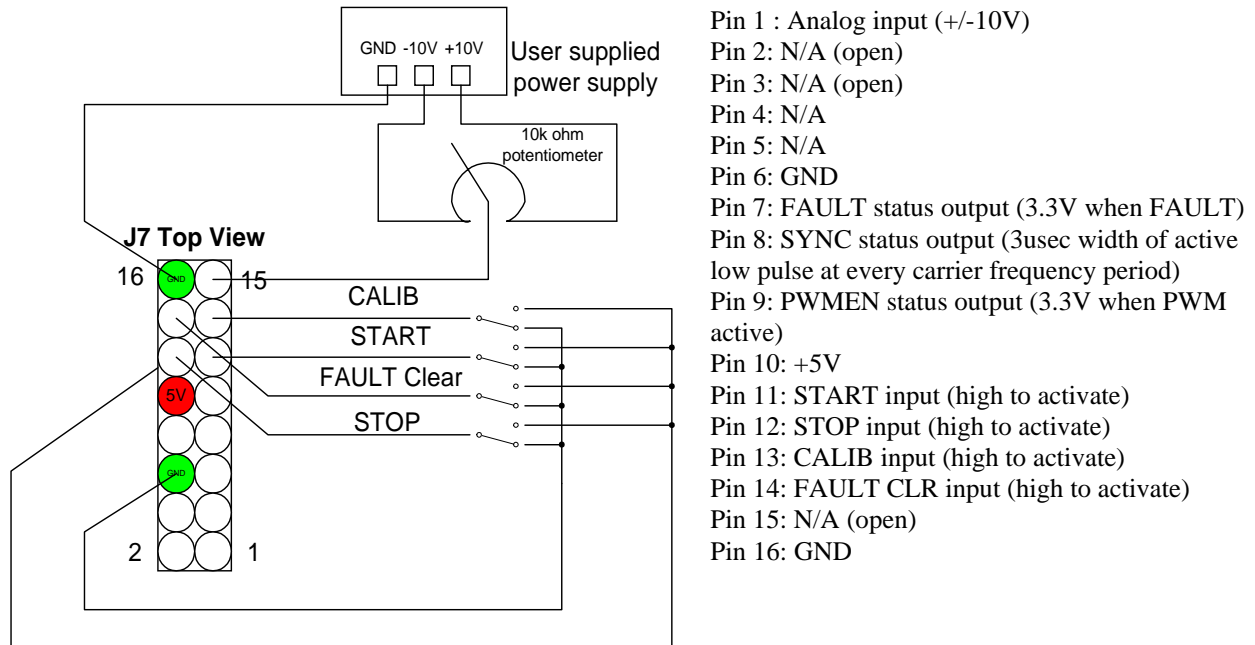 GND -10V +10V
User supplied
power supply
10k ohm
potentiometer
J7 Top View
16
GND
15
CALIB
START
FAULT Clear
5V
STOP
GND
2
1
Pin 1 : Analog input (+/-10V)
Pin 2: N/A (open)
Pin 3: N/A (open)
Pin 4: N/A
Pin 5: N/A
Pin 6: GND
Pin 7: FAULT status output (3.3V when FAULT)
Pin 8: SYNC status output (3usec width of active
low pulse at every carrier frequency period)
Pin 9: PWMEN status output (3.3V when PWM
active)
Pin 10: +5V
Pin 11: START input (high to activate)
Pin 12: STOP input (high to activate)
Pin 13: CALIB input (high to activate)
Pin 14: FAULT CLR input (high to activate)
Pin 15: N/A (open)
Pin 16: GND